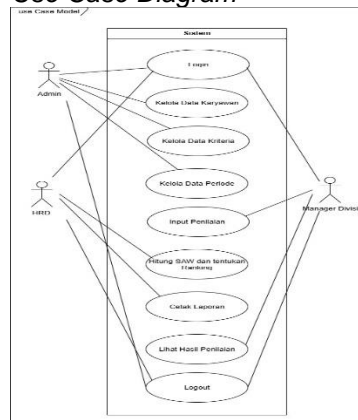 Use Case Diagram
use Case Model
Sistem
Login
Admin
Kelola Data Karyawan
Kelola Data Kriteria
Kelola Data Periode
HRD
Manager Divisi
Input Penilaian
Hitung SAW dan tentukan
Ranking
Cetak Laporan
Lihat Hasil Penilaian
Logout